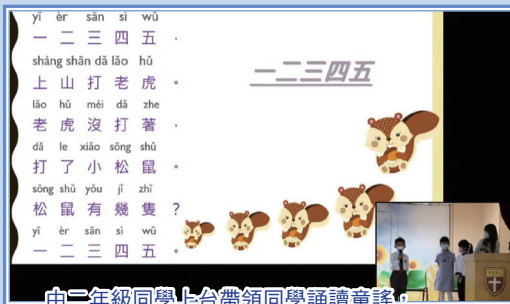 yī èr sān sì wǔ
一 二 三 四 五 ，
shàng shān dǎ lǎo hǔ
上 山 打 老 虎 。
lǎo hǔ méi dǎ zhe
老 虎 沒 打 著 ，
dǎ le xiǎo sōng shǔ
打 了 小 松 鼠 。
sōng shǔ yǒu jǐ zhī
松 鼠 有 幾 隻 ？
yī èr sān sì wǔ
一 二 三 四 五 。
一二三四五
由二年級同學上台帶領同學誦讀童謠，